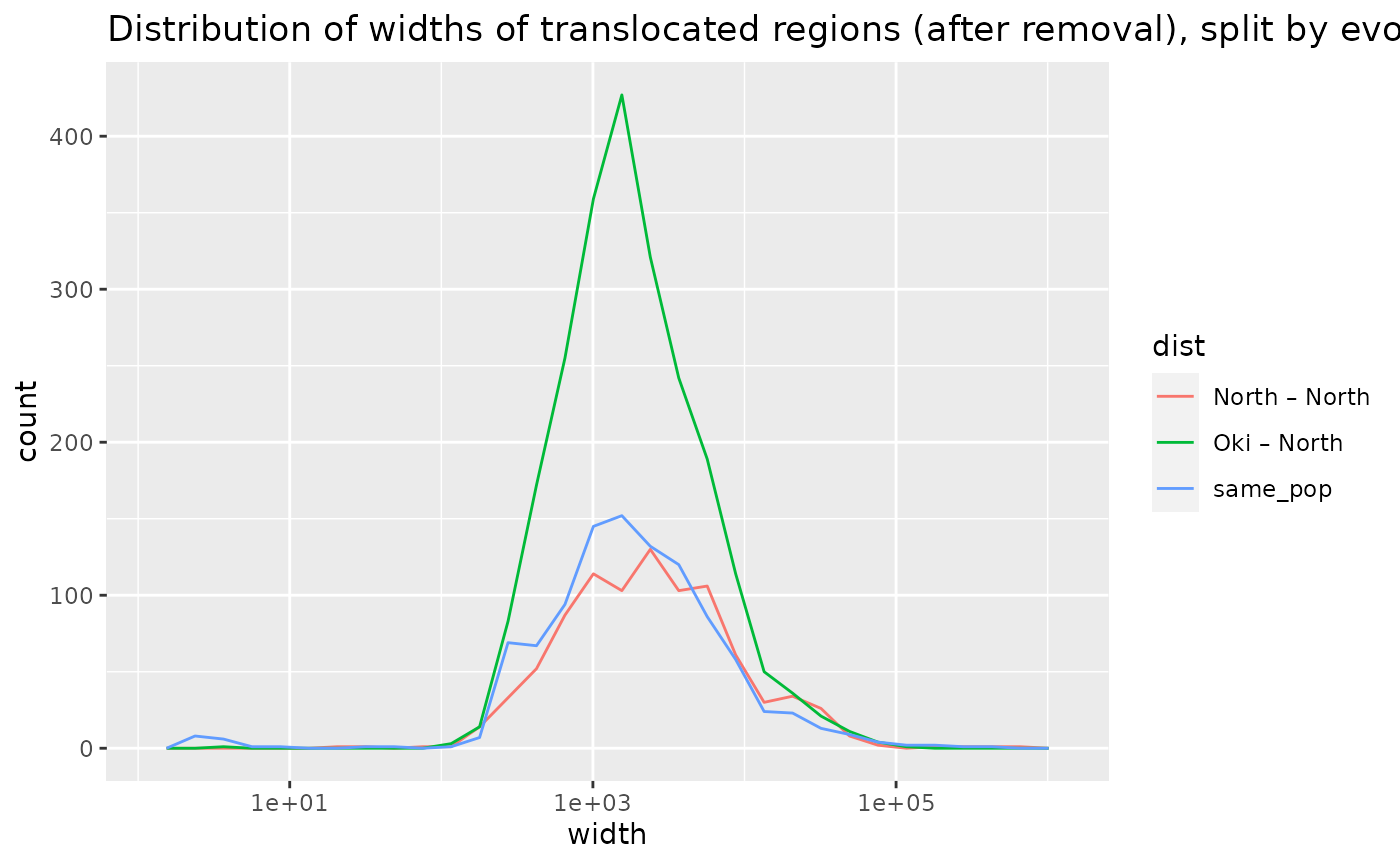 Distribution of widths of translocated regions (after removal), split by evo
count
400
300
200
100
0
1e+01
1e+03
1e+05
width
dist
North – North
Oki – North
same_pop